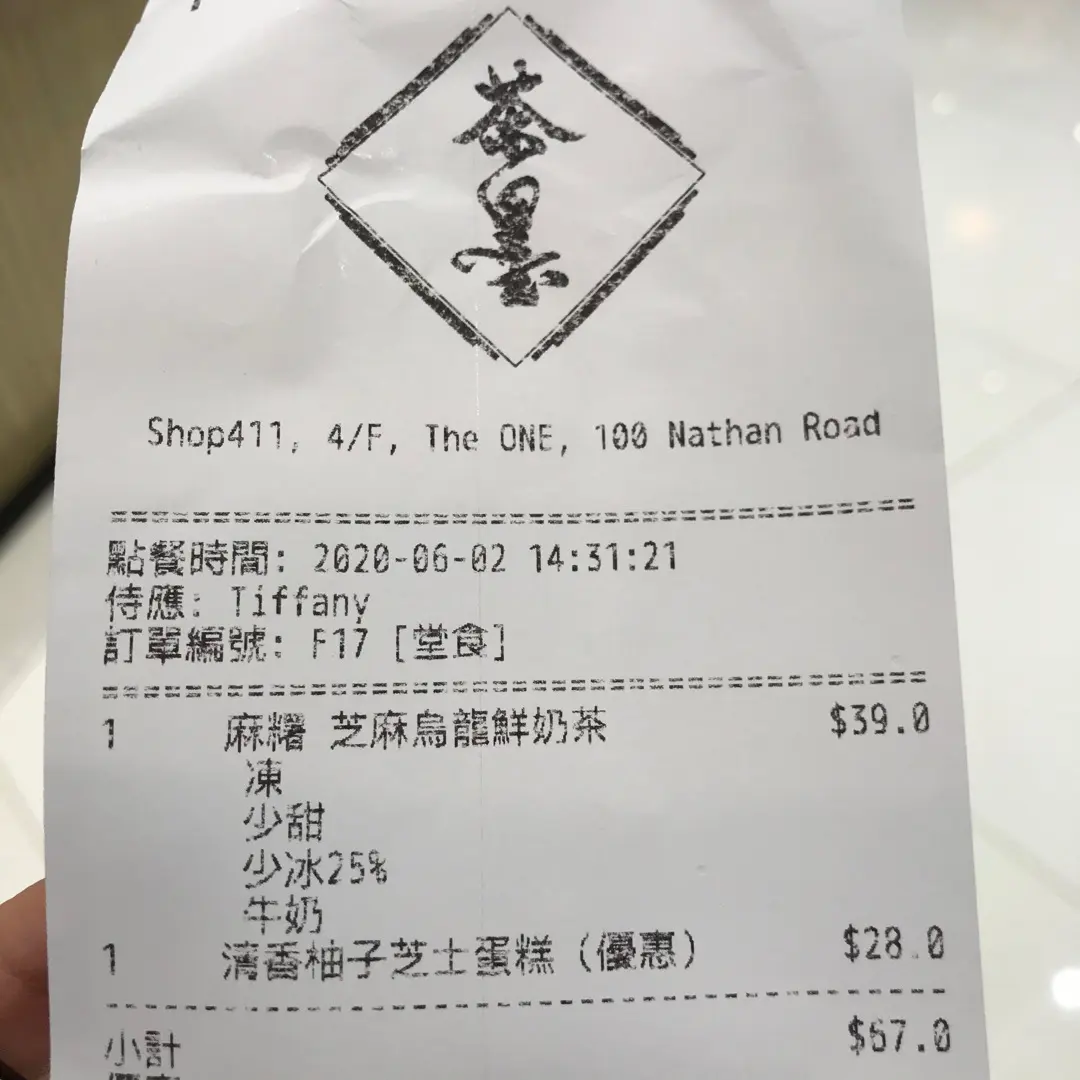 茶
墨
Shop411, 4/F, The ONE, 100 Nathan Road
點餐時間: 2020-06-02 14:31:21
侍應: Tiffany
訂單編號: F17 [堂食]
1 麻糬 芝麻烏龍鮮奶茶 $39.0
凍
少甜
少冰25%
牛奶
1 清香柚子芝士蛋糕 (優惠) $28.0
小計 $67.0